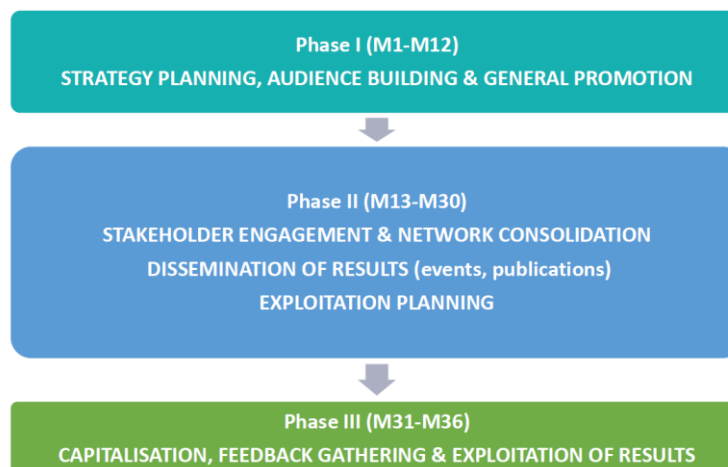 Phase I (M1-M12)
STRATEGY PLANNING, AUDIENCE BUILDING & GENERAL PROMOTION
Phase II (M13-M30)
STAKEHOLDER ENGAGEMENT & NETWORK CONSOLIDATION
DISSEMINATION OF RESULTS (events, publications)
EXPLOITATION PLANNING
Phase III (M31-M36)
CAPITALISATION, FEEDBACK GATHERING & EXPLOITATION OF RESULTS